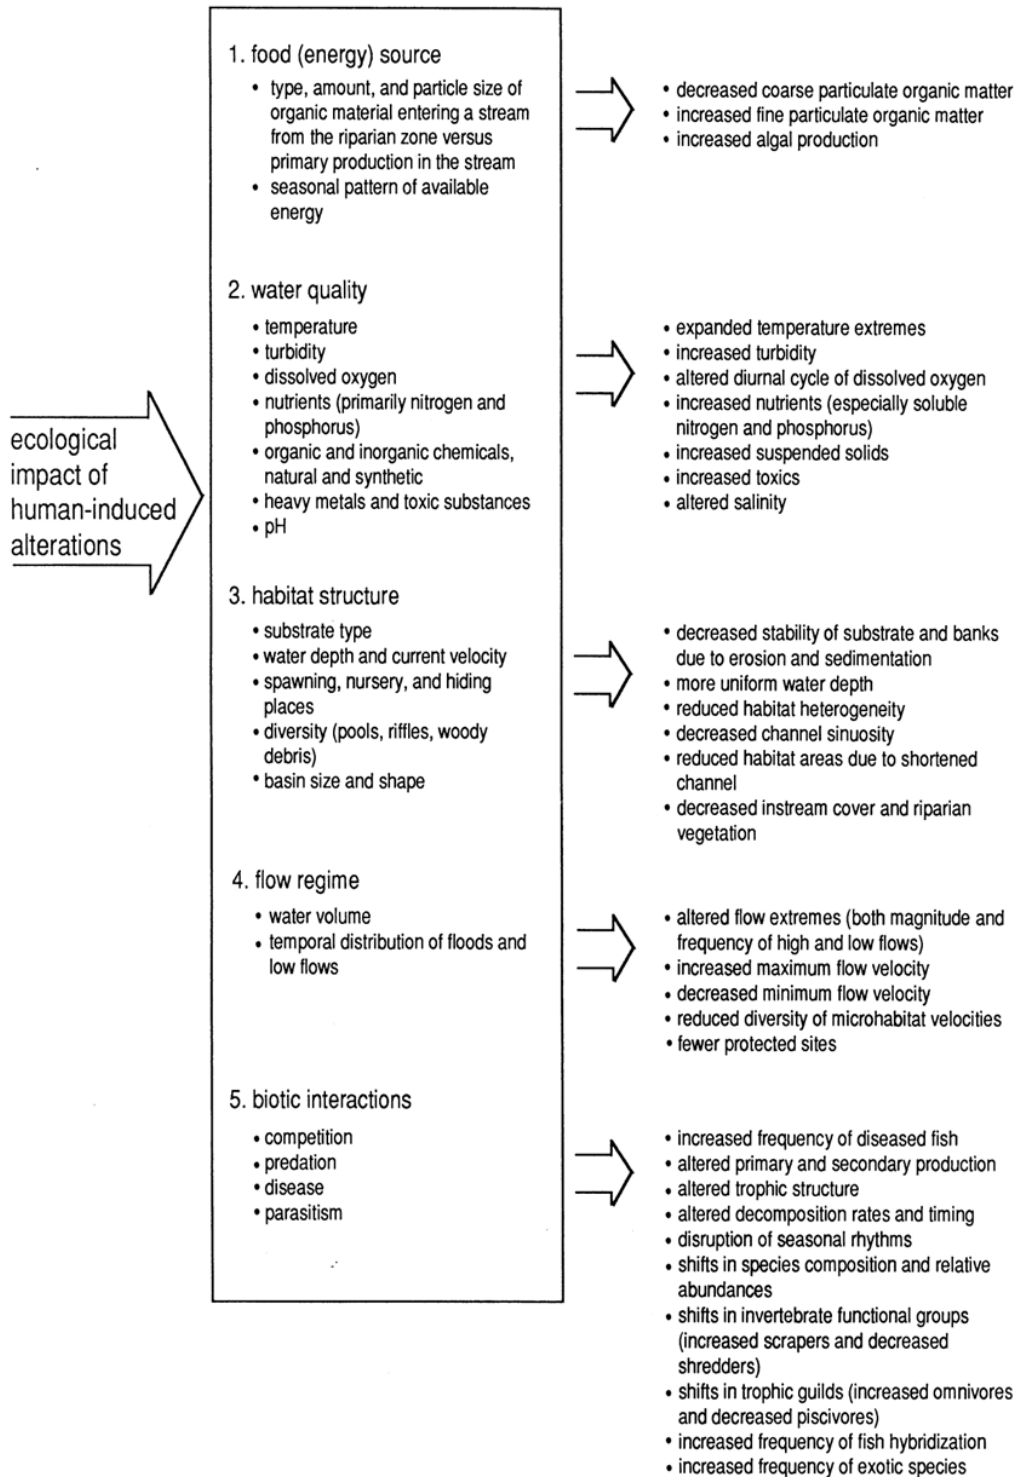 ecological
impact of
human-induced
alterations
1. food (energy) source
• type, amount, and particle size of
organic material entering a stream
from the riparian zone versus
primary production in the stream
• seasonal pattern of available
energy
• decreased coarse particulate organic matter
• increased fine particulate organic matter
• increased algal production
2. water quality
• temperature
• turbidity
• dissolved oxygen
• nutrients (primarily nitrogen and
phosphorus)
• organic and inorganic chemicals,
natural and synthetic
• heavy metals and toxic substances
• pH
• expanded temperature extremes
• increased turbidity
• altered diurnal cycle of dissolved oxygen
• increased nutrients (especially soluble
nitrogen and phosphorus)
• increased suspended solids
• increased toxics
• altered salinity
3. habitat structure
• substrate type
• water depth and current velocity
• spawning, nursery, and hiding
places
• diversity (pools, riffles, woody
debris)
• basin size and shape
• decreased stability of substrate and banks
due to erosion and sedimentation
• more uniform water depth
• reduced habitat heterogeneity
• decreased channel sinuosity
• reduced habitat areas due to shortened
channel
• decreased instream cover and riparian
vegetation
4. flow regime
• water volume
• temporal distribution of floods and
low flows
• altered flow extremes (both magnitude and
frequency of high and low flows)
• increased maximum flow velocity
• decreased minimum flow velocity
• reduced diversity of microhabitat velocities
• fewer protected sites
5. biotic interactions
• competition
• predation
• disease
• parasitism
• increased frequency of diseased fish
• altered primary and secondary production
• altered trophic structure
• altered decomposition rates and timing
• disruption of seasonal rhythms
• shifts in species composition and relative
abundances
• shifts in invertebrate functional groups
(increased scrapers and decreased
shredders)
• shifts in trophic guilds (increased omnivores
and decreased piscivores)
• increased frequency of fish hybridization
• increased frequency of exotic species